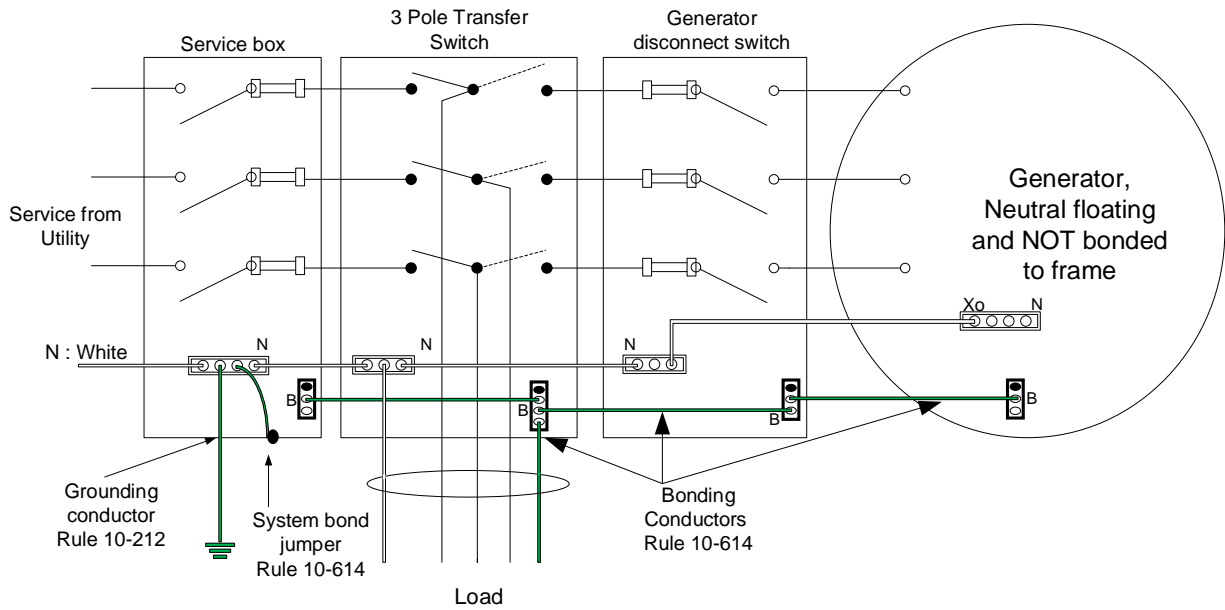 3 Pole Transfer
Switch
Generator
disconnect switch
Service box
Service from
Utility
Generator,
Neutral floating
and NOT bonded
to frame
Xo
N
N : White
N
N
N
B
B
B
B
Grounding
conductor
Rule 10-212
System bond
jumper
Rule 10-614
Bonding
Conductors
Rule 10-614
Load